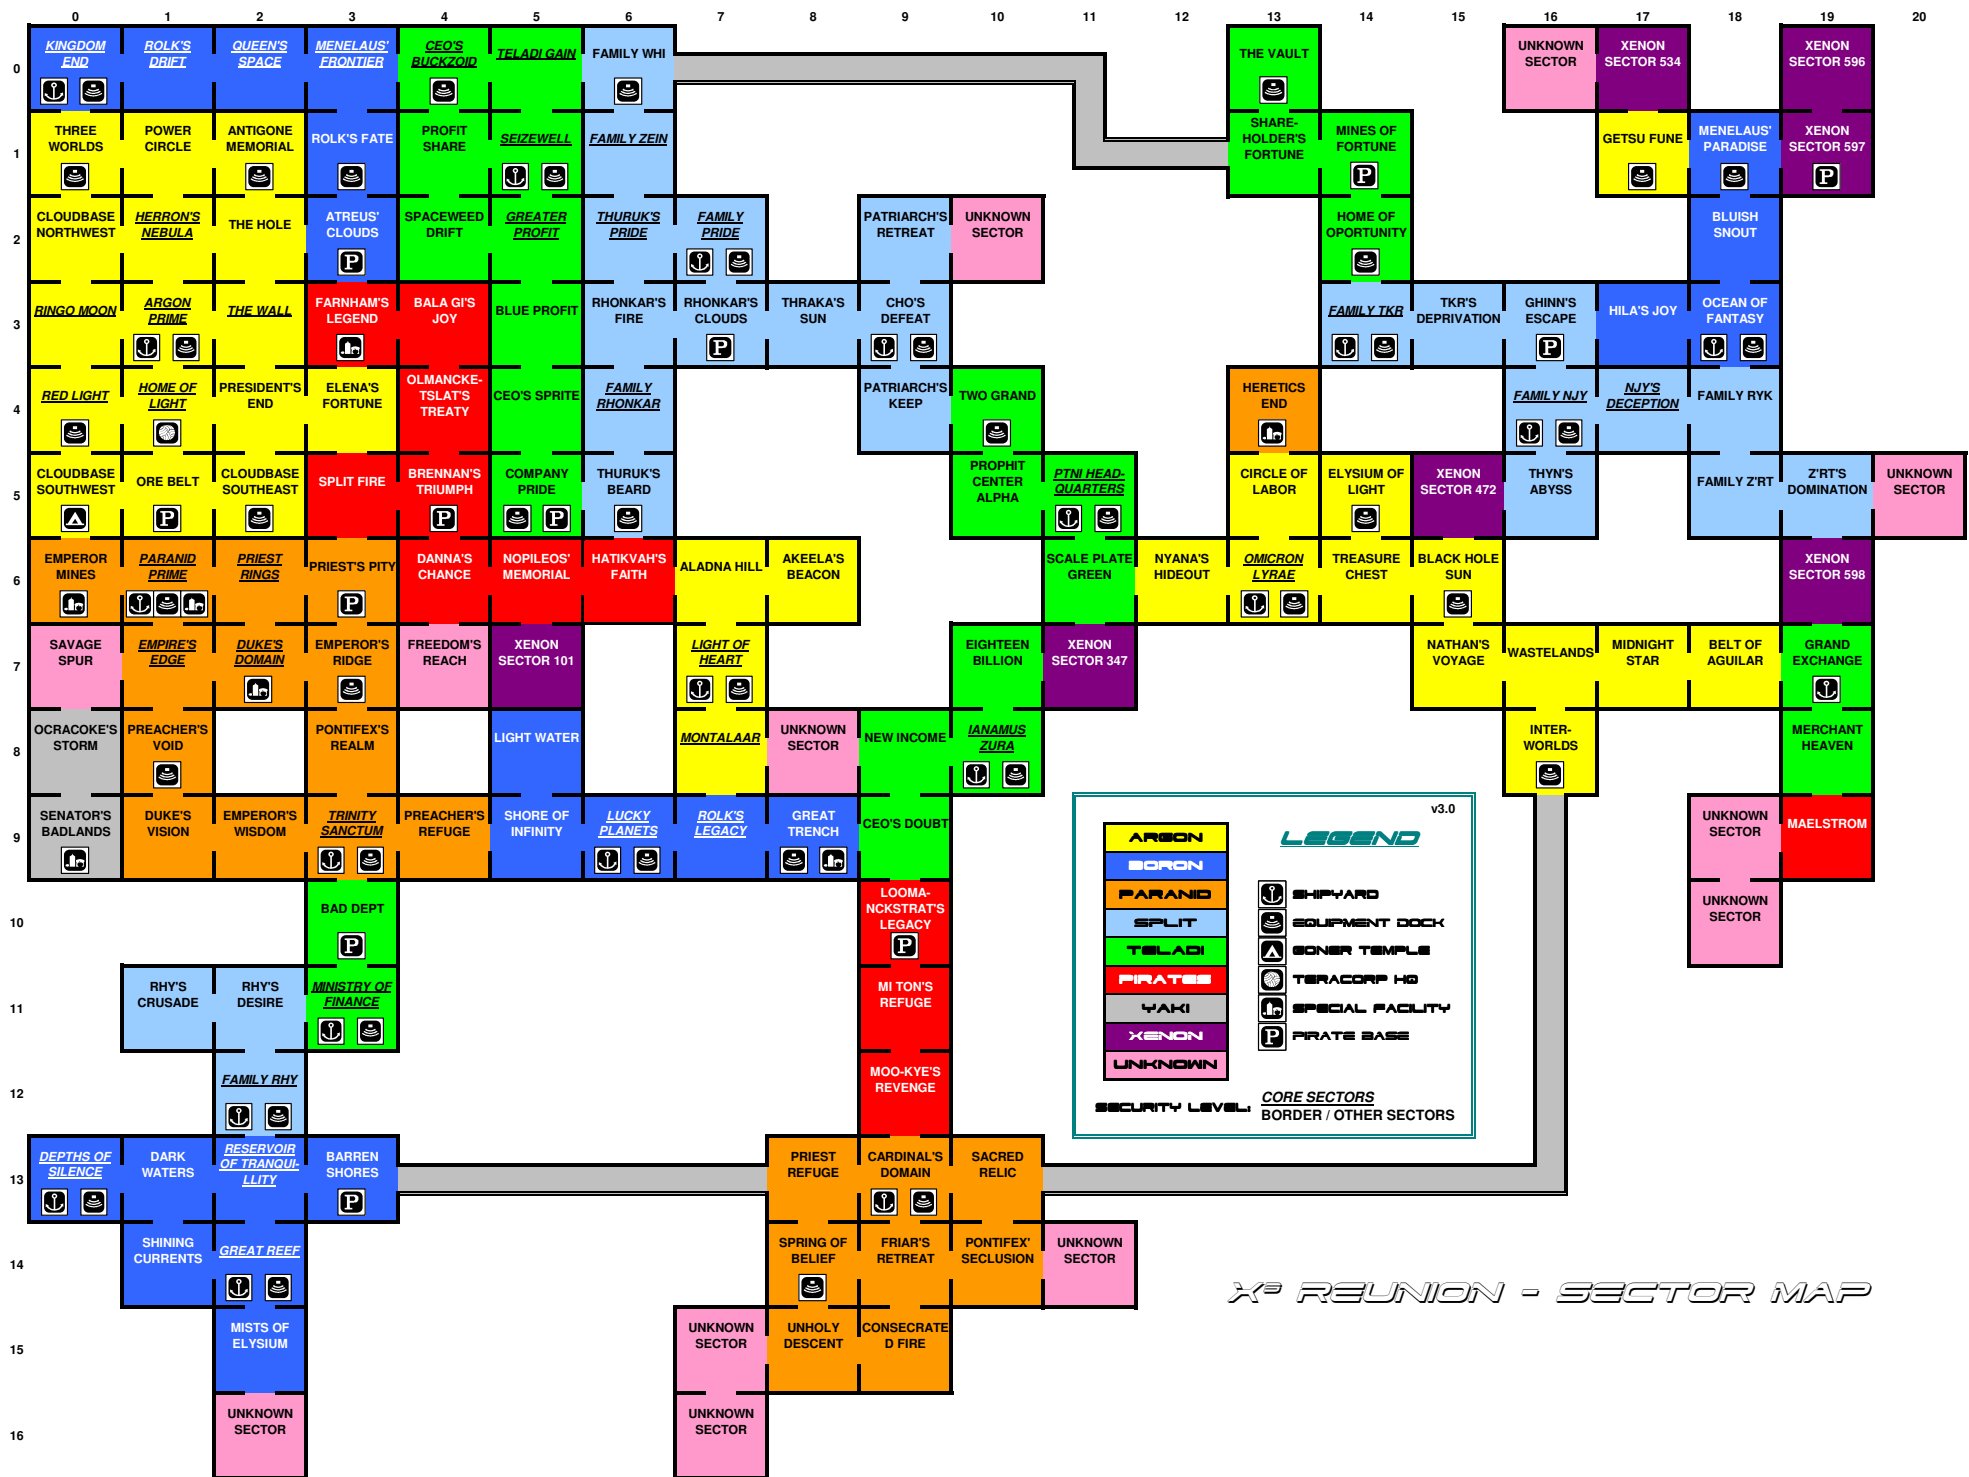 0 1 2 3 4 5 6 7 8 9 10 11 12 13 14 15 16 17 18 19 20
0
KINGDOM END
ROLK'S DRIFT
QUEEN'S SPACE
MENELAUS' FRONTIER
CEO'S BUCKZOID
TELADI GAIN
FAMILY WHI
THE VAULT
UNKNOWN SECTOR
XENON SECTOR 534
XENON SECTOR 596
1
THREE WORLDS
POWER CIRCLE
ANTIGONE MEMORIAL
ROLK'S FATE
PROFIT SHARE
SEIZEWELL
FAMILY ZEIN
SHARE-
HOLDER'S
FORTUNE
MINES OF FORTUNE
P
GETSU FUNE
MENELAUS' PARADISE
XENON SECTOR 597
P
2
CLOUDBASE NORTHWEST
HERRON'S NEBULA
THE HOLE
ATREUS' CLOUDS
P
SPACEWEED DRIFT
GREATER PROFIT
THURUK'S PRIDE
FAMILY PRIDE
PATRIARCH'S RETREAT
UNKNOWN SECTOR
HOME OF OPORTUNITY
BLUISH SNOUT
3
RINGO MOON
ARGON PRIME
THE WALL
FARNHAM'S LEGEND
BALA GI'S JOY
BLUE PROFIT
RHONKAR'S FIRE
RHONKAR'S CLOUDS
P
THRAKA'S SUN
CHO'S DEFEAT
FAMILY TKR
TKR'S DEPRIVATION
GHINN'S ESCAPE
P
HILA'S JOY
OCEAN OF FANTASY
4
RED LIGHT
HOME OF LIGHT
PRESIDENT'S END
ELENA'S FORTUNE
OLMANCKE-
TSLAT'S
TREATY
CEO'S SPRITE
FAMILY RHONKAR
PATRIARCH'S KEEP
TWO GRAND
HERETICS END
FAMILY NJY
NJY'S DECEPTION
FAMILY RYK
5
CLOUDBASE SOUTHWEST
ORE BELT
P
CLOUDBASE SOUTHEAST
SPLIT FIRE
BRENNAN'S TRIUMPH
P
COMPANY PRIDE
P
THURUK'S BEARD
PROPHIT CENTER ALPHA
PTNI HEAD-
QUARTERS
CIRCLE OF LABOR
ELYSIUM OF LIGHT
XENON SECTOR 472
THYN'S ABYSS
FAMILY Z'RT
Z'RT'S DOMINATION
UNKNOWN SECTOR
6
EMPEROR MINES
PARANID PRIME
PRIEST RINGS
PRIEST'S PITY
P
DANNA'S CHANCE
NOPILEOS' MEMORIAL
HATIKVAH'S FAITH
ALADNA HILL
AKEELA'S BEACON
SCALE PLATE GREEN
NYANA'S HIDEOUT
OMICRON LYRAE
TREASURE CHEST
BLACK HOLE SUN
XENON SECTOR 598
7
SAVAGE SPUR
EMPIRE'S EDGE
DUKE'S DOMAIN
EMPEROR'S RIDGE
FREEDOM'S REACH
XENON SECTOR 101
LIGHT OF HEART
EIGHTEEN BILLION
XENON SECTOR 347
NATHAN'S VOYAGE
WASTELANDS
MIDNIGHT STAR
BELT OF AGUILAR
GRAND EXCHANGE
8
OCRACOKE'S STORM
PREACHER'S VOID
PONTIFEX'S REALM
LIGHT WATER
MONTALAAR
UNKNOWN SECTOR
NEW INCOME
IANAMUS ZURA
INTER-
WORLDS
MERCHANT HEAVEN
9
SENATOR'S BADLANDS
DUKE'S VISION
EMPEROR'S WISDOM
TRINITY SANCTUM
PREACHER'S REFUGE
SHORE OF INFINITY
LUCKY PLANETS
ROLK'S LEGACY
GREAT TRENCH
CEO'S DOUBT
UNKNOWN SECTOR
MAELSTROM
10
BAD DEPT
P
LOOMA-
NCKSTRAT'S
LEGACY
P
UNKNOWN SECTOR
11
RHY'S CRUSADE
RHY'S DESIRE
MINISTRY OF FINANCE
MI TON'S REFUGE
12
FAMILY RHY
MOO-KYE'S REVENGE
13
DEPTHS OF SILENCE
DARK WATERS
RESERVOIR
OF TRANQUI-
LLITY
BARREN SHORES
P
PRIEST REFUGE
CARDINAL'S DOMAIN
SACRED RELIC
14
SHINING CURRENTS
GREAT REEF
SPRING OF BELIEF
FRIAR'S RETREAT
PONTIFEX' SECLUSION
UNKNOWN SECTOR
15
MISTS OF ELYSIUM
UNKNOWN SECTOR
UNHOLY DESCENT
CONSECRATE
D FIRE
16
UNKNOWN SECTOR
UNKNOWN SECTOR
v3.0
LEGEND
ARGON
BORON
PARANID
SPLIT
TELADI
PIRATES
YAKI
XENON
UNKNOWN
SHIPYARD
EQUIPMENT DOCK
GONER TEMPLE
TERACORP HQ
SPECIAL FACILITY
P PIRATE BASE
SECURITY LEVEL:
CORE SECTORS
BORDER / OTHER SECTORS
X³ REUNION - SECTOR MAP